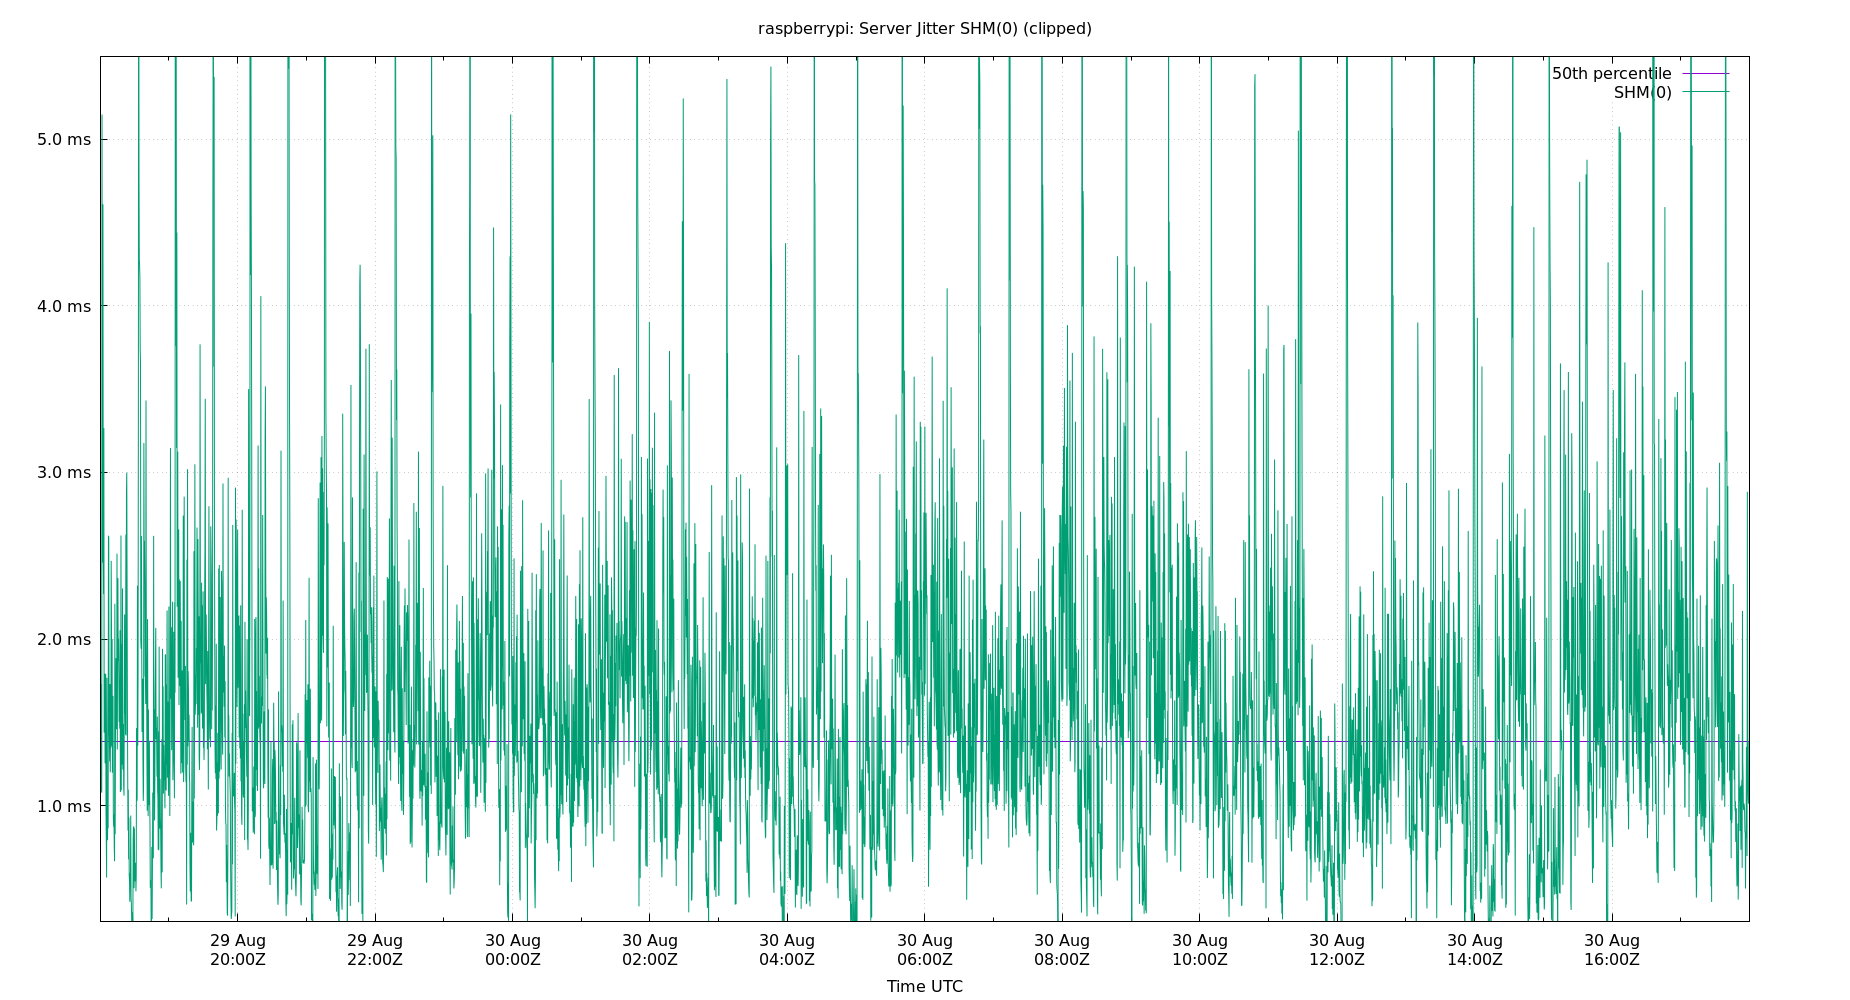 raspberrypi: Server Jitter SHM(0) (clipped)
50th percentile
SHM(0)
5.0 ms
4.0 ms
3.0 ms
2.0 ms
1.0 ms
29 Aug 29 Aug 30 Aug 30 Aug 30 Aug 30 Aug 30 Aug 30 Aug 30 Aug 30 Aug 30 Aug
20:00Z 22:00Z 00:00Z 02:00Z 04:00Z 06:00Z 08:00Z 10:00Z 12:00Z 14:00Z 16:00Z
Time UTC